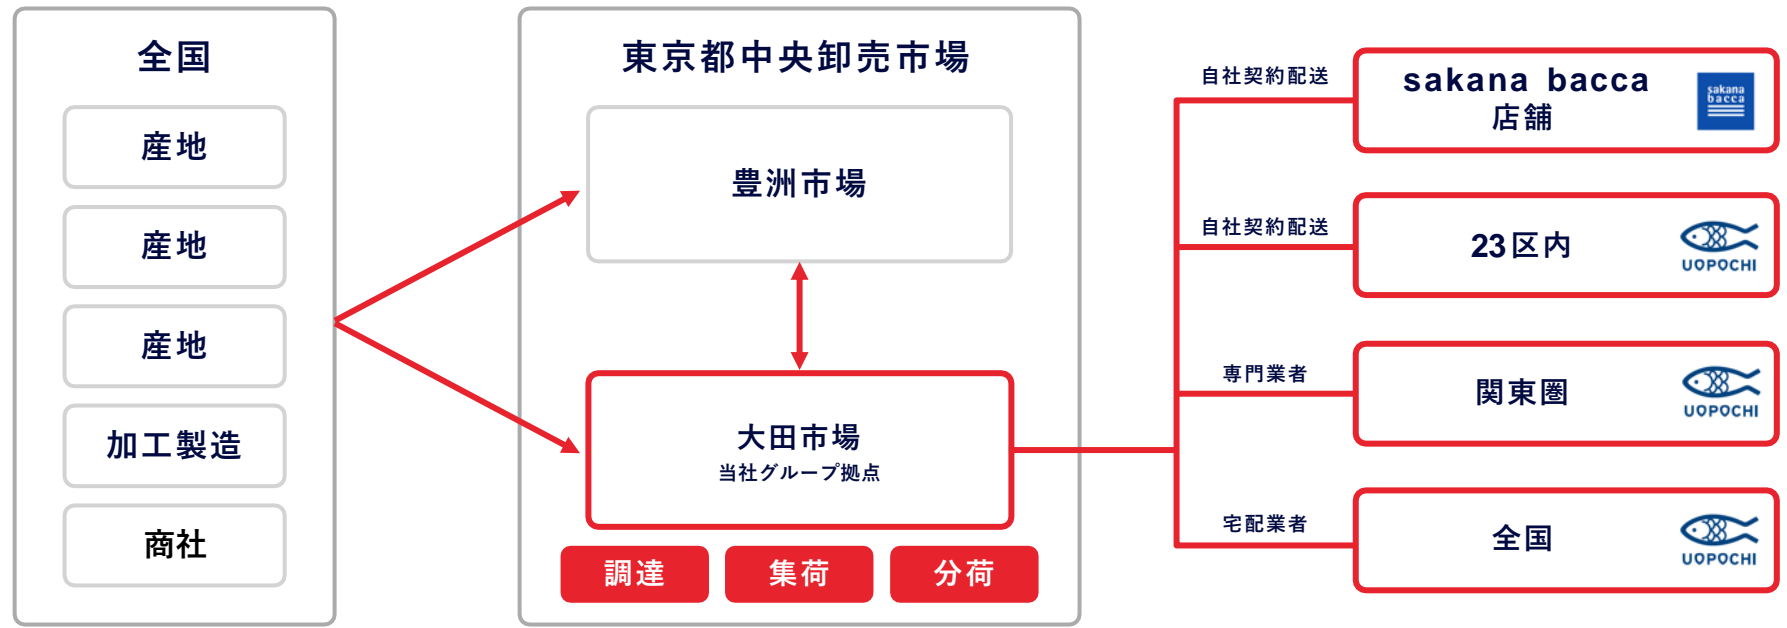 全国
産地
産地
産地
加工製造
商社
東京都中央卸売市場
豊洲市場
大田市場
当社グループ拠点
調達
集荷
分荷
自社契約配送
sakana bacca
店舗
sakana
bacca
自社契約配送
23区内
UOPOCHI
専門業者
関東圏
UOPOCHI
宅配業者
全国
UOPOCHI